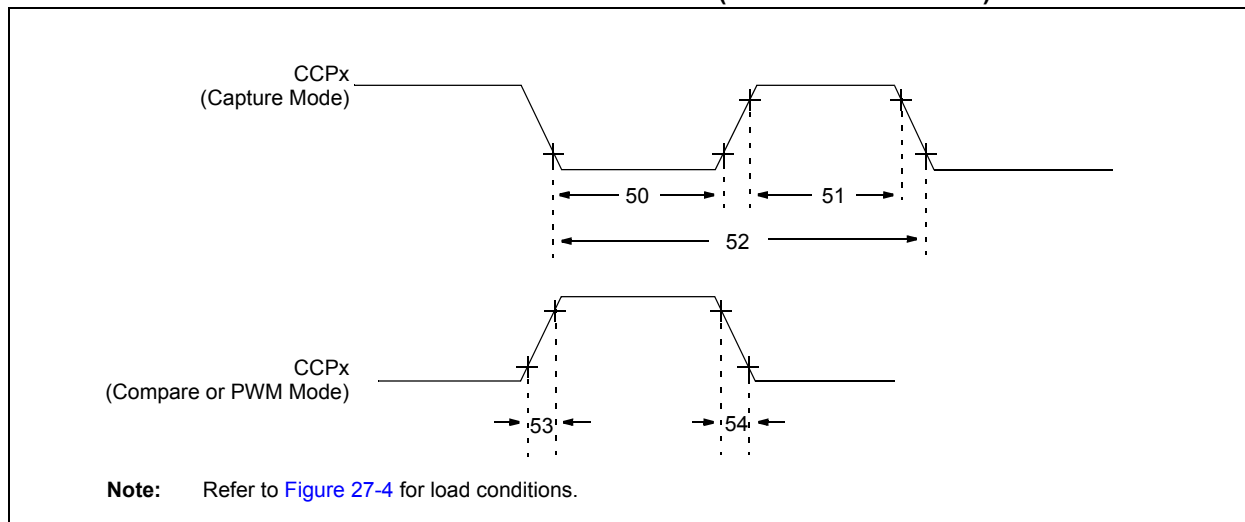 CCPx
(Capture Mode)
50
51
52
CCPx
(Compare or PWM Mode)
53
54
Note: Refer to Figure 27-4 for load conditions.